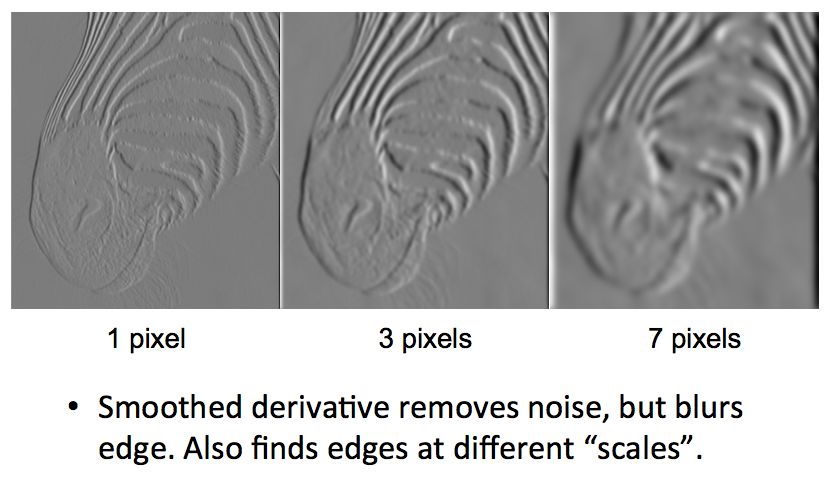 1 pixel 3 pixels 7 pixels
• Smoothed derivative removes noise, but blurs
edge. Also finds edges at different “scales”.